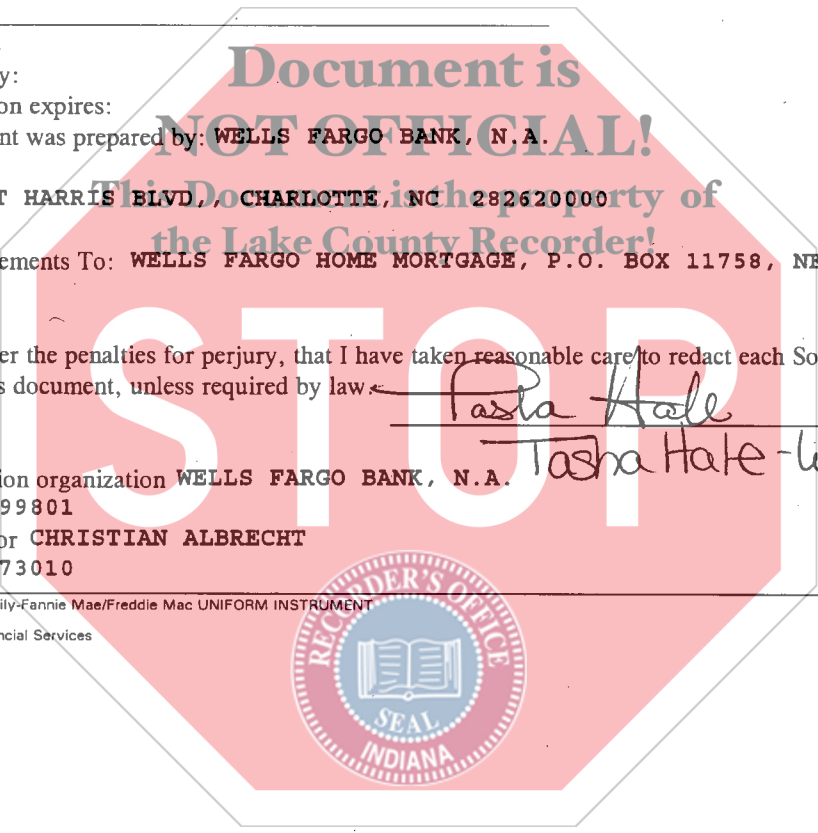 Document is
y:
on expires:
nt was prepared by: WELLS FARGO BANK, N.A.
NOT OFFICIAL!
T HARRIS BLVD,, CHARLOTTE, NC 282620000
This Document is the property of
the Lake County Recorder!
ements To: WELLS FARGO HOME MORTGAGE, P.O. BOX 11758, NE
STOP
er the penalties for perjury, that I have taken reasonable care to redact each So
s document, unless required by law.
Tasha Hale
Tasha Hale-
ion organization WELLS FARGO BANK, N.A.
99801
or CHRISTIAN ALBRECHT
73010
ily-Fannie Mae/Freddie Mac UNIFORM INSTRUMENT
ncial Services
RECORDER'S OFFICE
SEAL
INDIANA